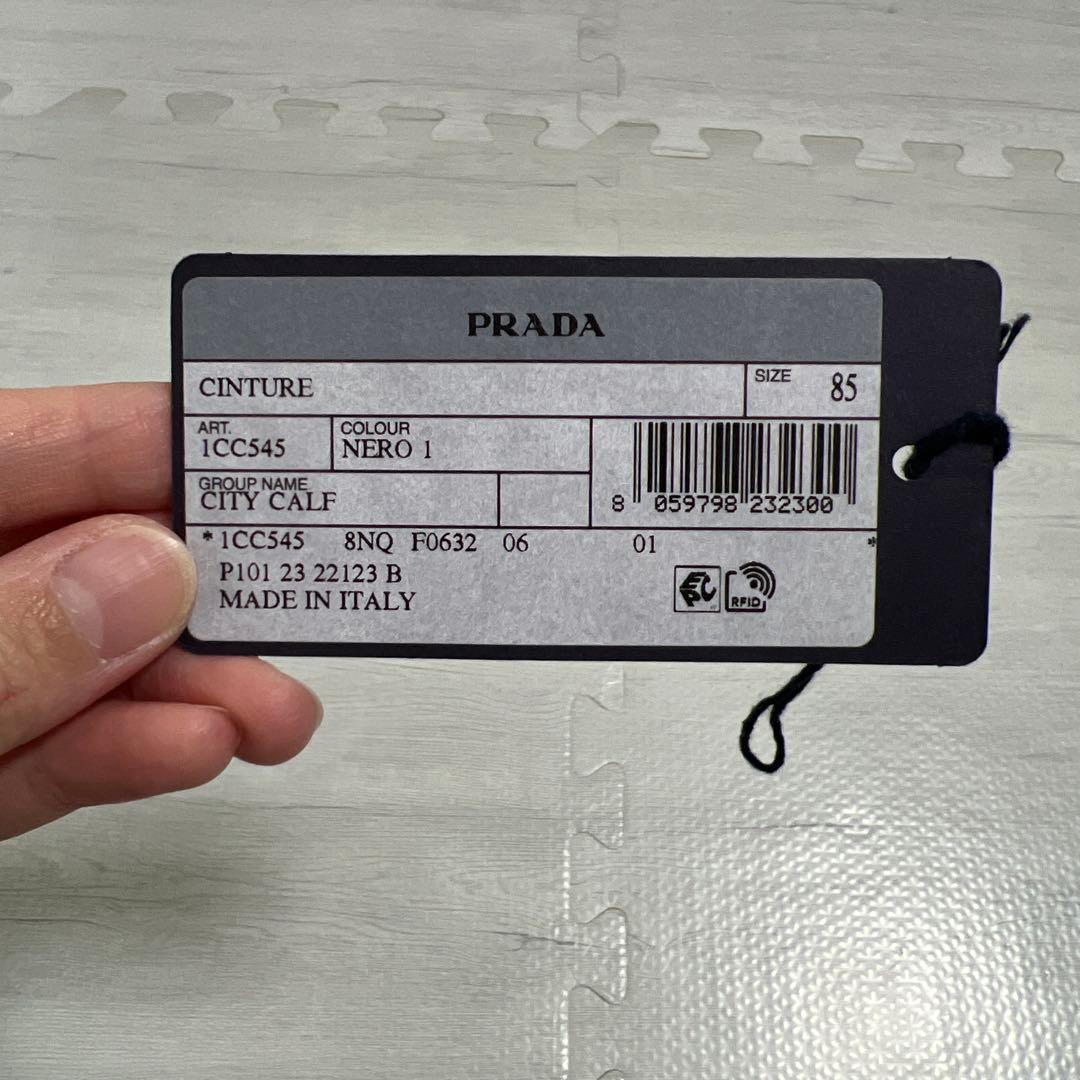 PRADA
CINTURE
SIZE 85
ART.
1CC545
COLOUR
NERO 1
GROUP NAME
CITY CALF
8 059798 232300
* 1CC545 8NQ F0632 06 01 *
P101 23 22123 B
MADE IN ITALY
EPC
RFID